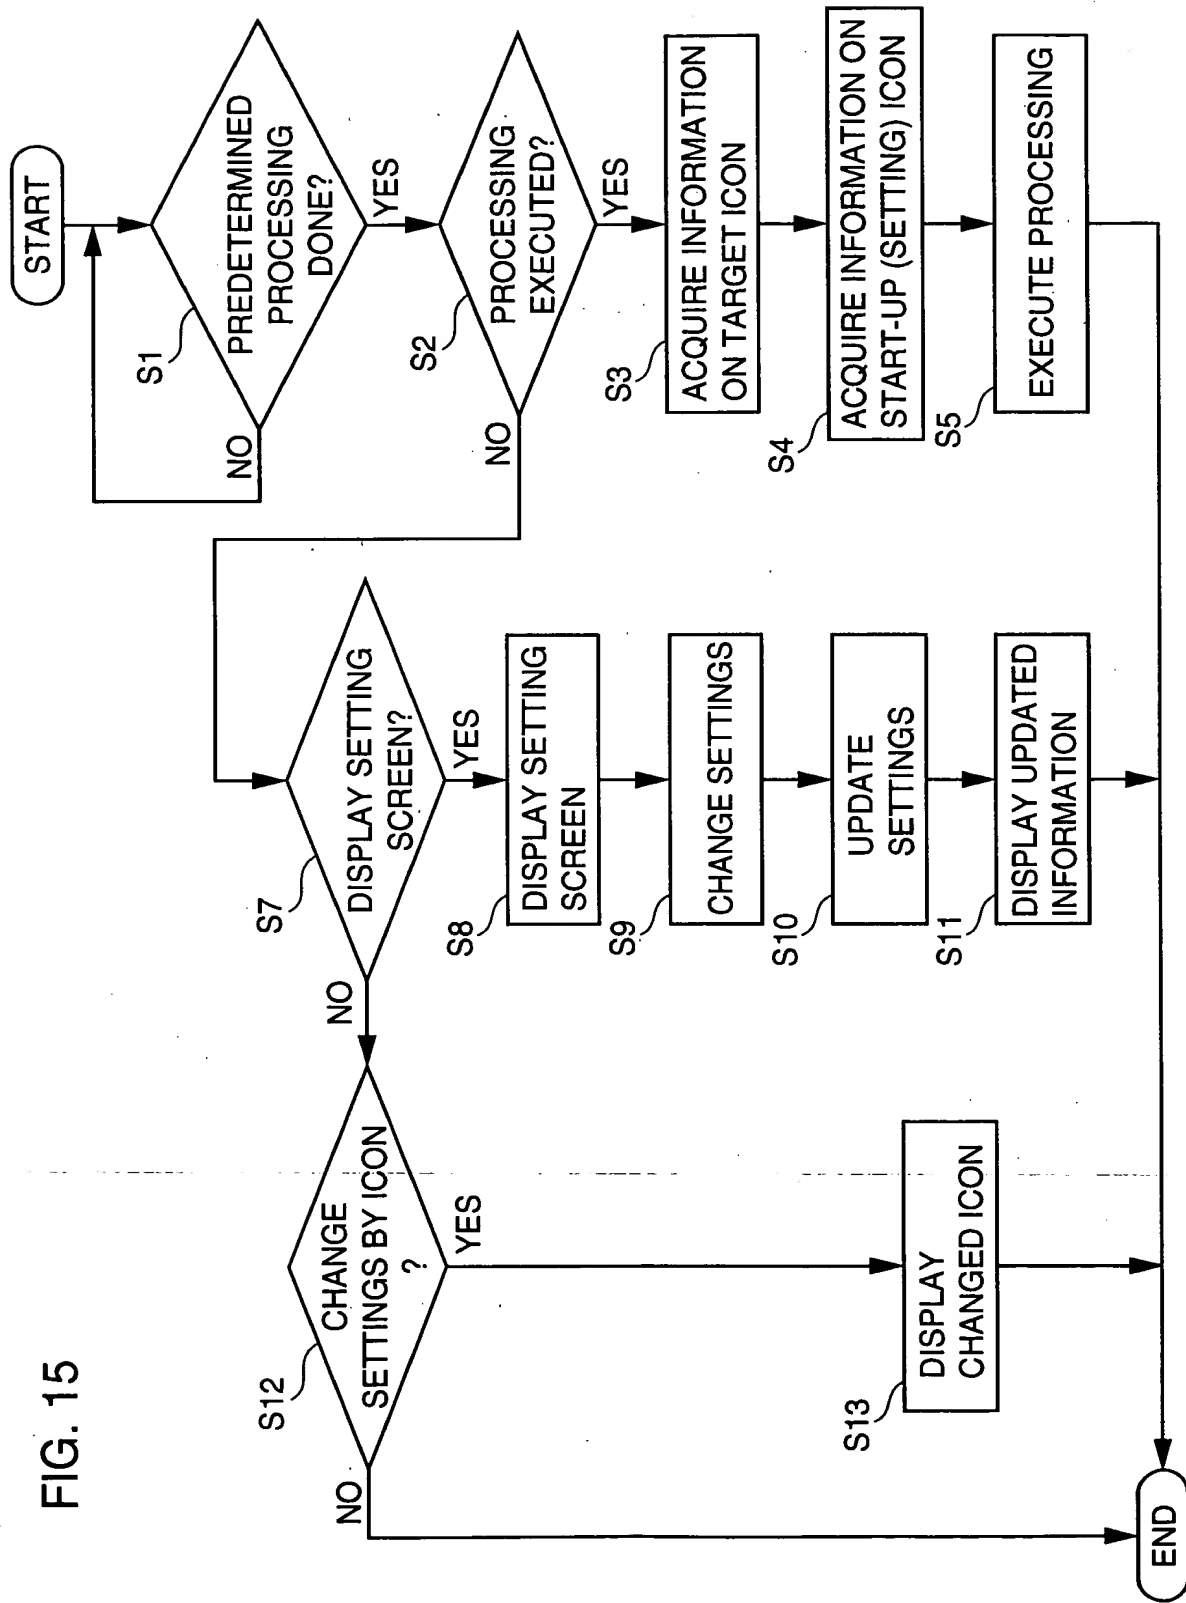 FIG. 15
START
S1
PREDETERMINED
PROCESSING
DONE?
NO
YES
S2
PROCESSING
EXECUTED?
NO
YES
S3
ACQUIRE INFORMATION
ON TARGET ICON
S4
ACQUIRE INFORMATION ON
START-UP (SETTING) ICON
S5
EXECUTE PROCESSING
S7
DISPLAY SETTING
SCREEN?
NO
YES
S8
DISPLAY SETTING
SCREEN
S9
CHANGE SETTINGS
S10
UPDATE
SETTINGS
S11
DISPLAY UPDATED
INFORMATION
S12
CHANGE
SETTINGS BY ICON
?
NO
YES
S13
DISPLAY
CHANGED ICON
END